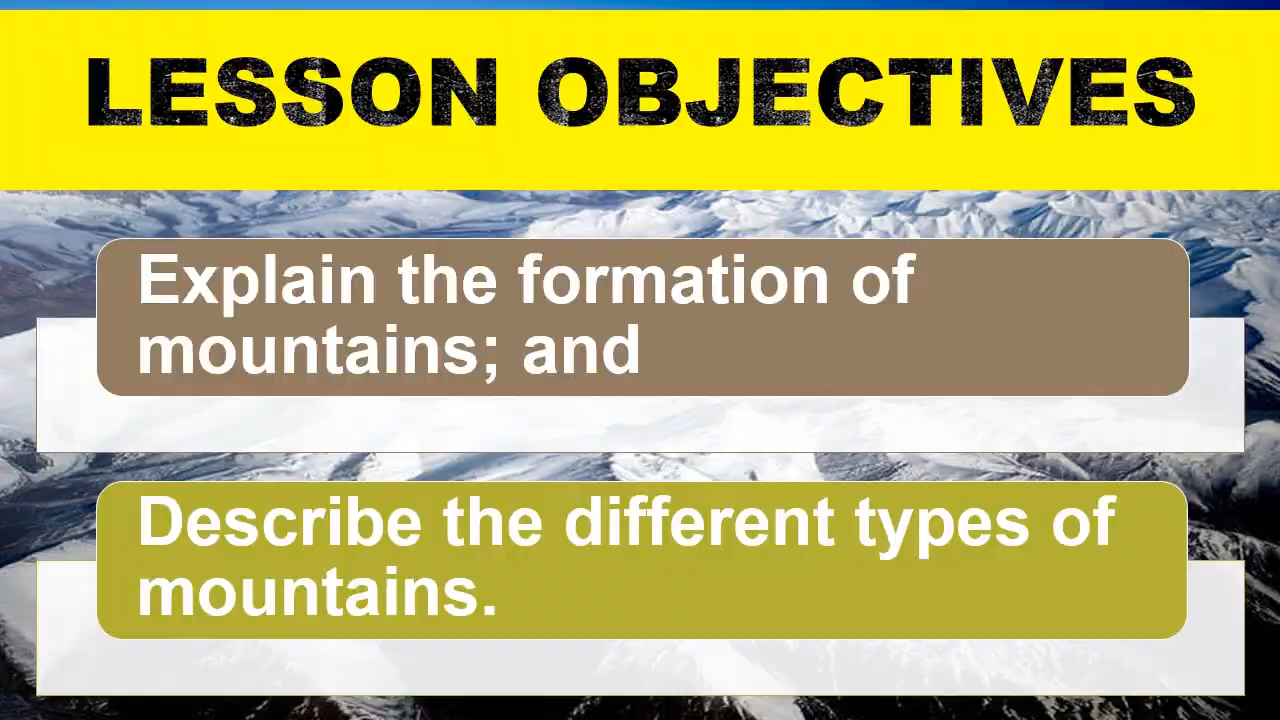 LESSON OBJECTIVES
Explain the formation of
mountains; and
Describe the different types of
mountains.